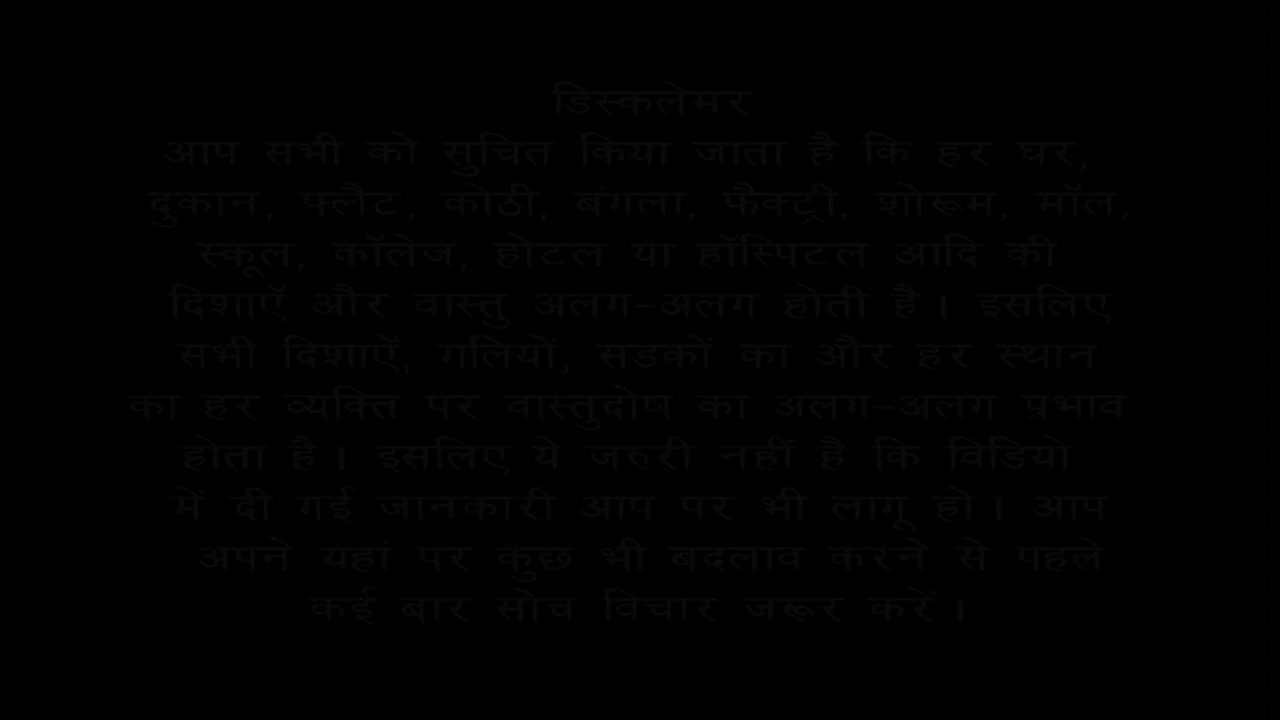 डिस्कलेमर
आप सभी को सुचित किया जाता है कि हर घर,
दुकान, फ्लैट, कोठी, बंगला, फैक्ट्री, शोरूम, मॉल,
स्कूल, कॉलेज, होटल या हॉस्पिटल आदि की
दिशाएँ और वास्तु अलग-अलग होती है। इसलिए
सभी दिशाएँ, गलियों, सडकों का और हर स्थान
का हर व्यक्ति पर वास्तुदोष का अलग-अलग प्रभाव
होता है। इसलिए ये जरुरी नहीं है कि विडियो
में दी गई जानकारी आप पर भी लागू हो। आप
अपने यहां पर कुछ भी बदलाव करने से पहले
कई बार सोच विचार जरूर करें।